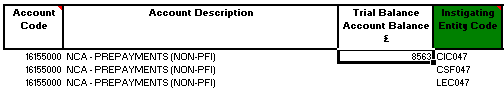 Account Code Account Description Trial Balance Account Balance £ Instigating Entity Code
16155000 NCA - PREPAYMENTS (NON-PFI) 8563 CIC047
16155000 NCA - PREPAYMENTS (NON-PFI) CSF047
16155000 NCA - PREPAYMENTS (NON-PFI) LEC047